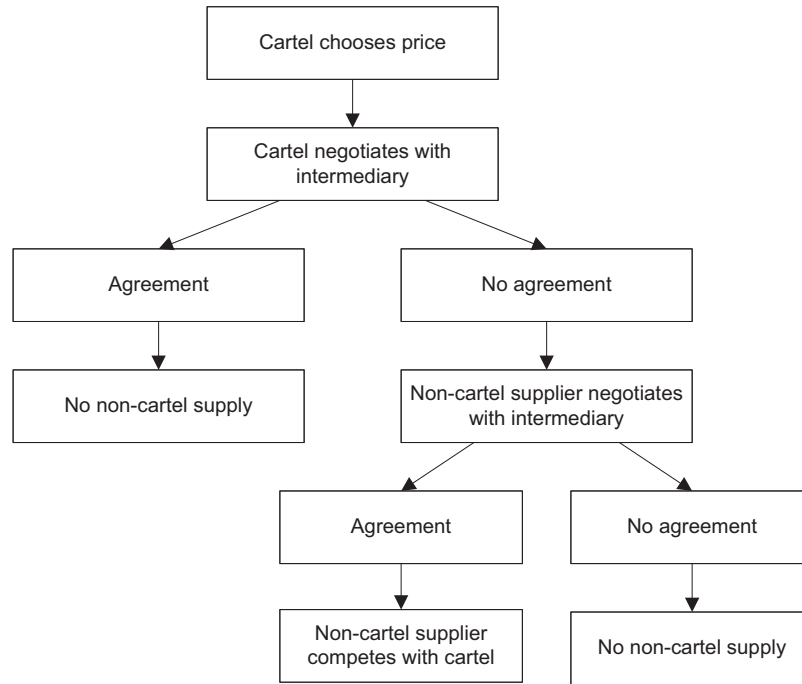 Cartel chooses price
Cartel negotiates with
intermediary
Agreement
No agreement
No non-cartel supply
Non-cartel supplier negotiates
with intermediary
Agreement
No agreement
Non-cartel supplier
competes with cartel
No non-cartel supply